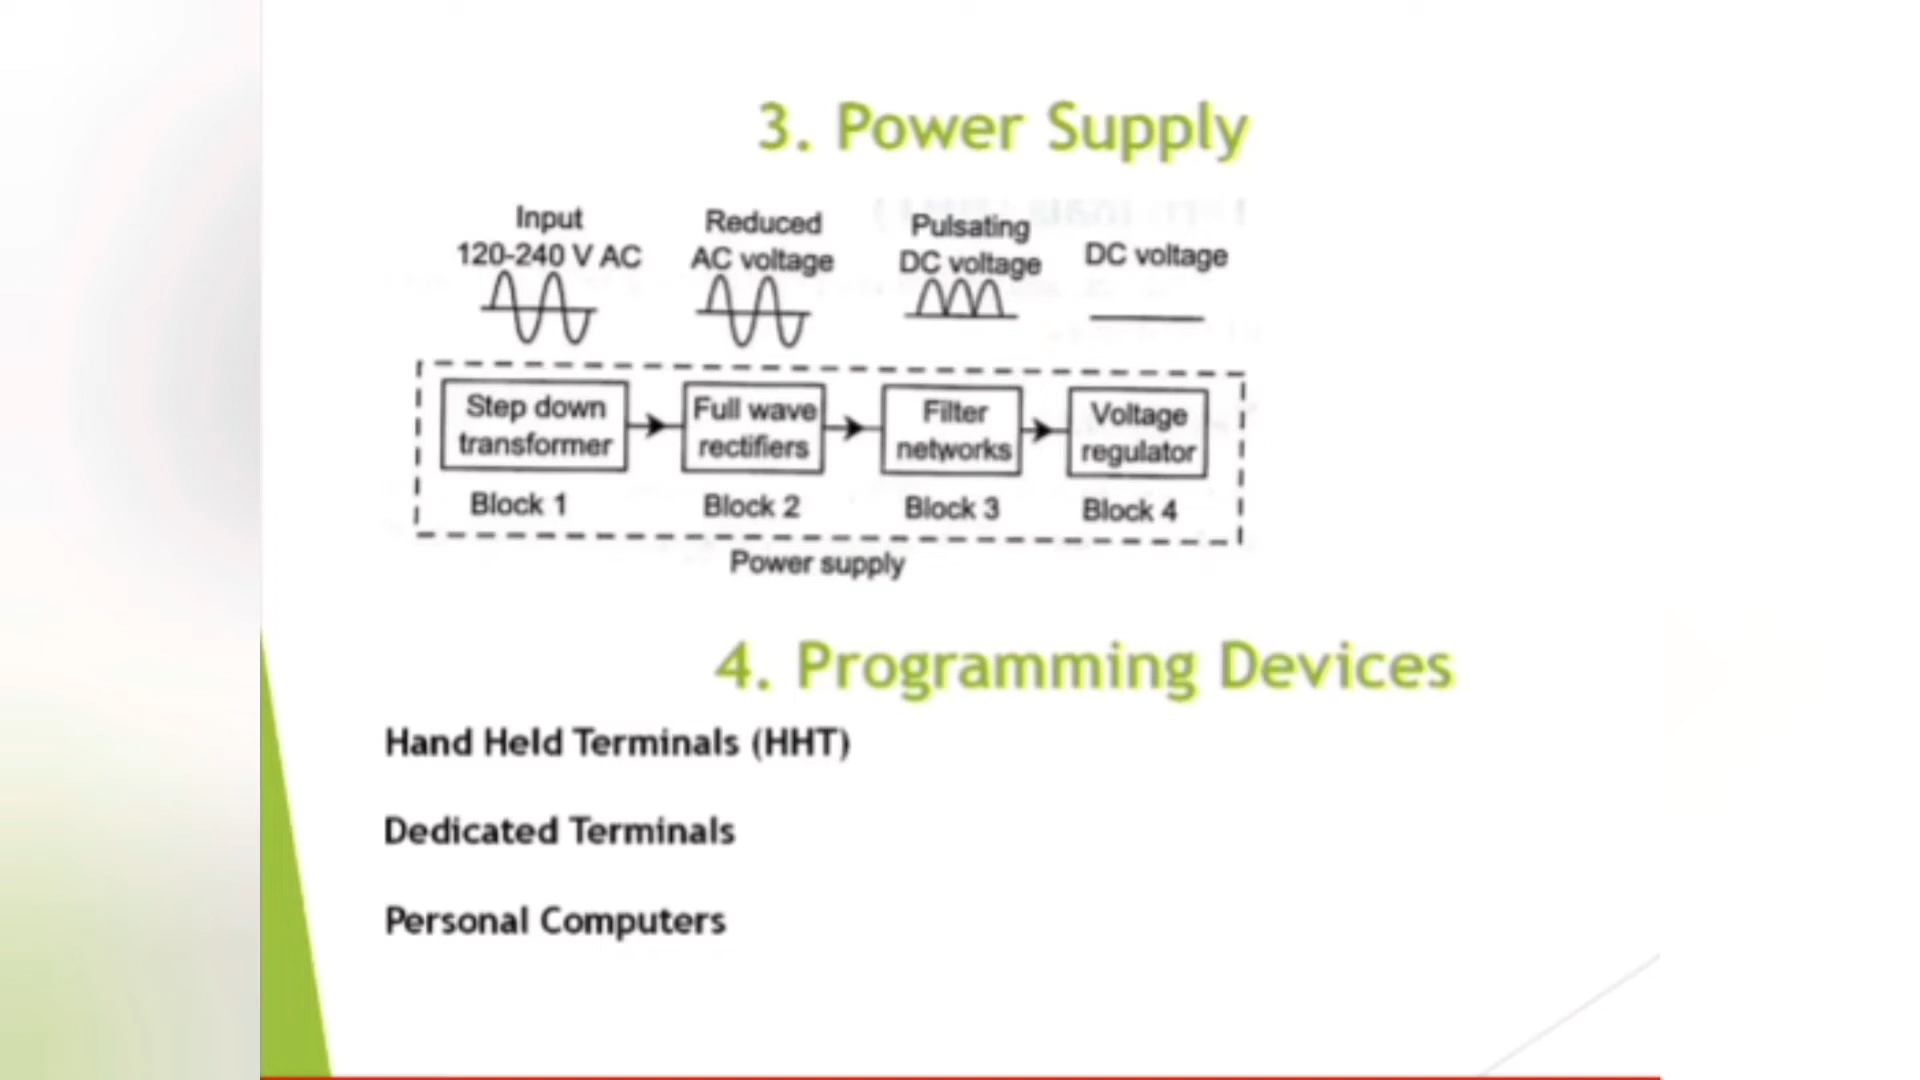 3. Power Supply
Input
120-240 V AC
Reduced
AC voltage
Pulsating
DC voltage
DC voltage
Step down
transformer
Full wave
rectifiers
Filter
networks
Voltage
regulator
Block 1
Block 2
Block 3
Block 4
Power supply
4. Programming Devices
Hand Held Terminals (HHT)
Dedicated Terminals
Personal Computers